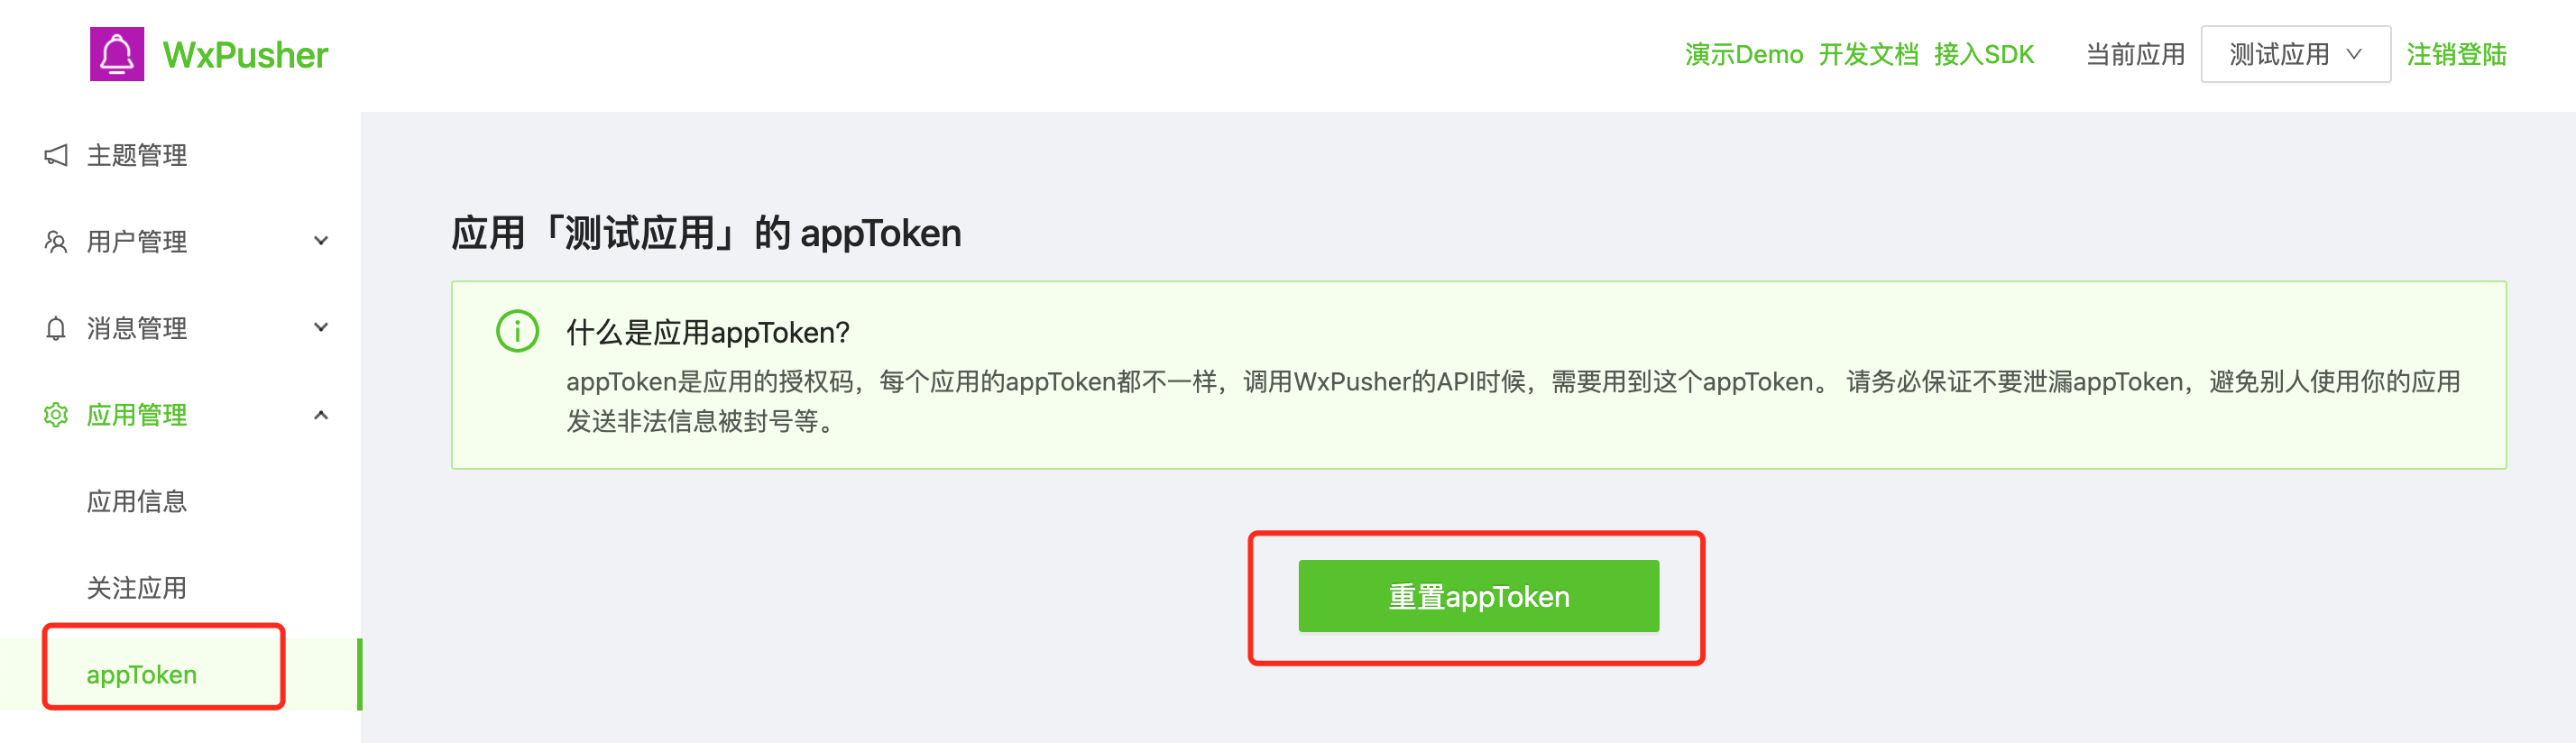 WxPusher
演示Demo 开发文档 接入SDK 当前应用 测试应用 注销登陆
主题管理
用户管理
消息管理
应用管理
应用信息
关注应用
appToken
应用「测试应用」的 appToken
什么是应用appToken?
appToken是应用的授权码，每个应用的appToken都不一样，调用WxPusher的API时候，需要用到这个appToken。 请务必保证不要泄漏appToken，避免别人使用你的应用
发送非法信息被封号等。
重置appToken